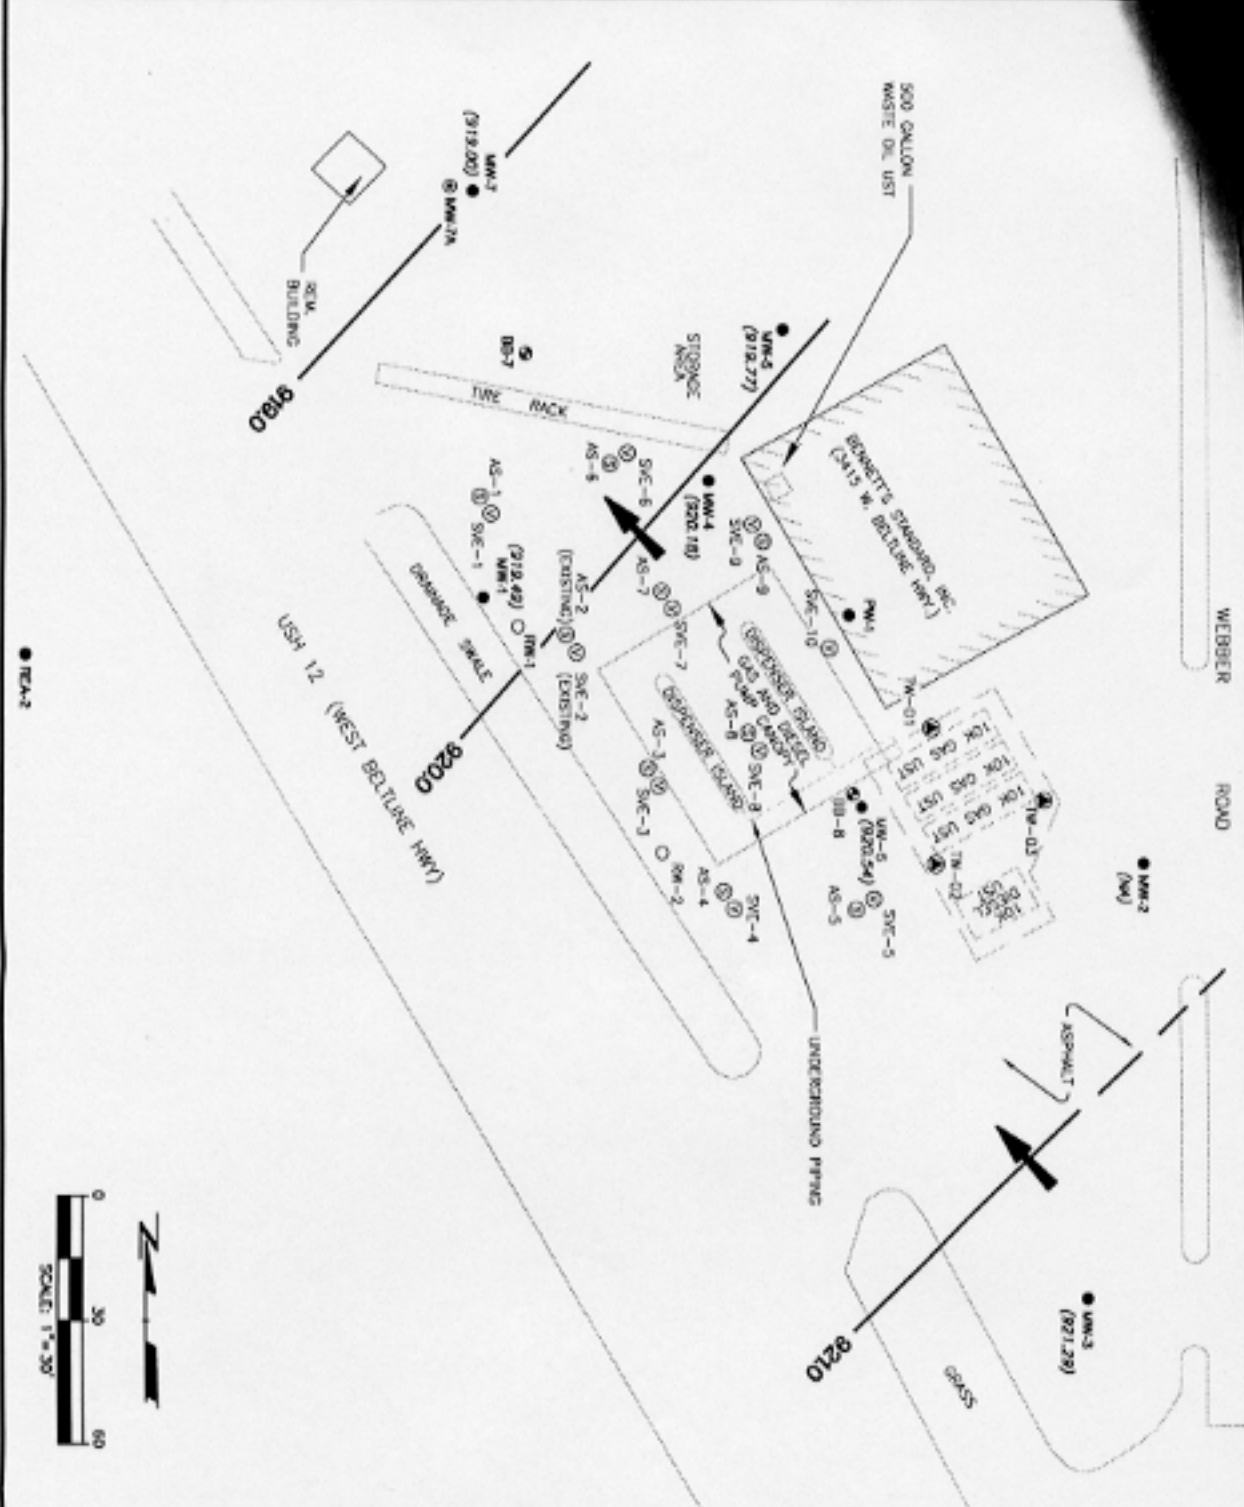 WEBBER ROAD
500 GALLON
WASTE OIL UST
MW-7
(919.00)
MW-7A
REM.
BUILDING
919.0
BB-7
TIRE RACK
STORAGE
AREA
MW-5
(919.77)
BENNETT'S STANDARD, INC.
(3415 W. BELTLINE HWY.)
AS-6
SVE-6
MW-4
(920.18)
AS-9
SVE-9
AS-1
SVE-1
(919.49)
MW-1
RW-1
AS-2
(EXISTING)
SVE-2
(EXISTING)
AS-7
SVE-7
SVE-10
PW-1
DISPENSER ISLAND
GAS AND DIESEL
PUMP CANOPY
DISPENSER ISLAND
AS-8
SVE-8
TW-01
10K GAS UST
10K GAS UST
10K GAS UST
TW-03
TW-02
MW-6
(920.54)
BB-8
AS-5
SVE-5
AS-3
SVE-3
RW-2
AS-4
SVE-4
DRAINAGE SWALE
920.0
USH 12 (WEST BELTLINE HWY)
REA-2
MW-2
(NA)
ASPHALT
UNDERGROUND PIPING
921.0
MW-3
(921.29)
GRASS
0 30 60
SCALE: 1"=30'